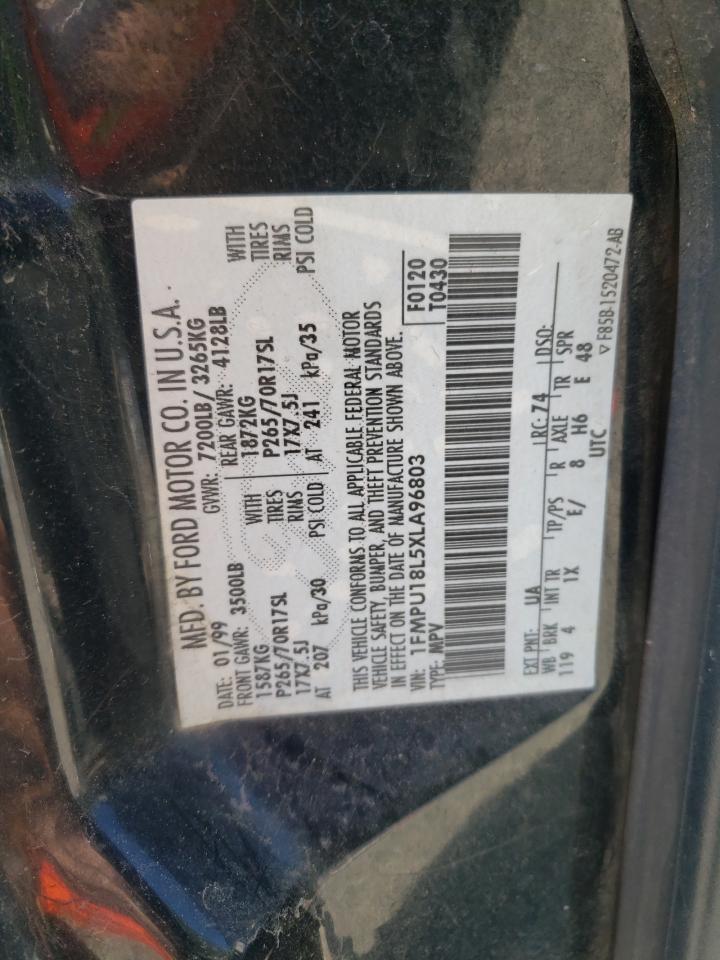 MFD. BY FORD MOTOR CO. IN U.S.A.
DATE: 01/99 GVWR: 7200LB/ 3265KG
FRONT GAWR: 3500LB REAR GAWR: 4128LB
1587KG WITH 1872KG WITH
P265/70R17SL TIRES P265/70R17SL TIRES
17X7.5J RIMS 17X7.5J RIMS
AT 207 kPa/30 PSI COLD AT 241 kPa/35 PSI COLD
THIS VEHICLE CONFORMS TO ALL APPLICABLE FEDERAL MOTOR
VEHICLE SAFETY, BUMPER, AND THEFT PREVENTION STANDARDS
IN EFFECT ON THE DATE OF MANUFACTURE SHOWN ABOVE.
VIN: 1FMPU18L5XLA96803 F0120
TYPE: MPV T0430
EXT PNT: UA RC: 74 DSO:
WB BRK INT TR TP/PS R AXLE TR SPR
119 4 1X E/ 8 H6 E 48
UTC
▽ F85B-1520472-AB